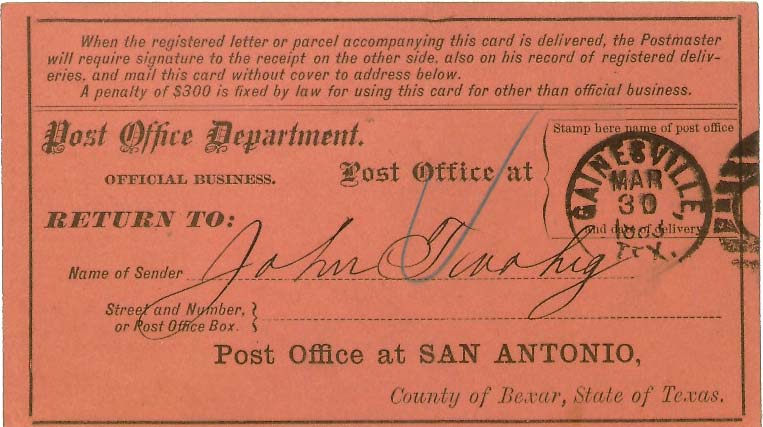 When the registered letter or parcel accompanying this card is delivered, the Postmaster
will require signature to the receipt on the other side, also on his record of registered deliv-
eries, and mail this card without cover to address below.
A penalty of $300 is fixed by law for using this card for other than official business.
Post Office Department.
OFFICIAL BUSINESS.
Post Office at
Stamp here name of post office
and date of delivery.
GAINESVILLE,
MAR
30
1883
TEX.
RETURN TO:
Name of Sender John Twohig
Street and Number,
or Post Office Box.
Post Office at SAN ANTONIO,
County of Bexar, State of Texas.